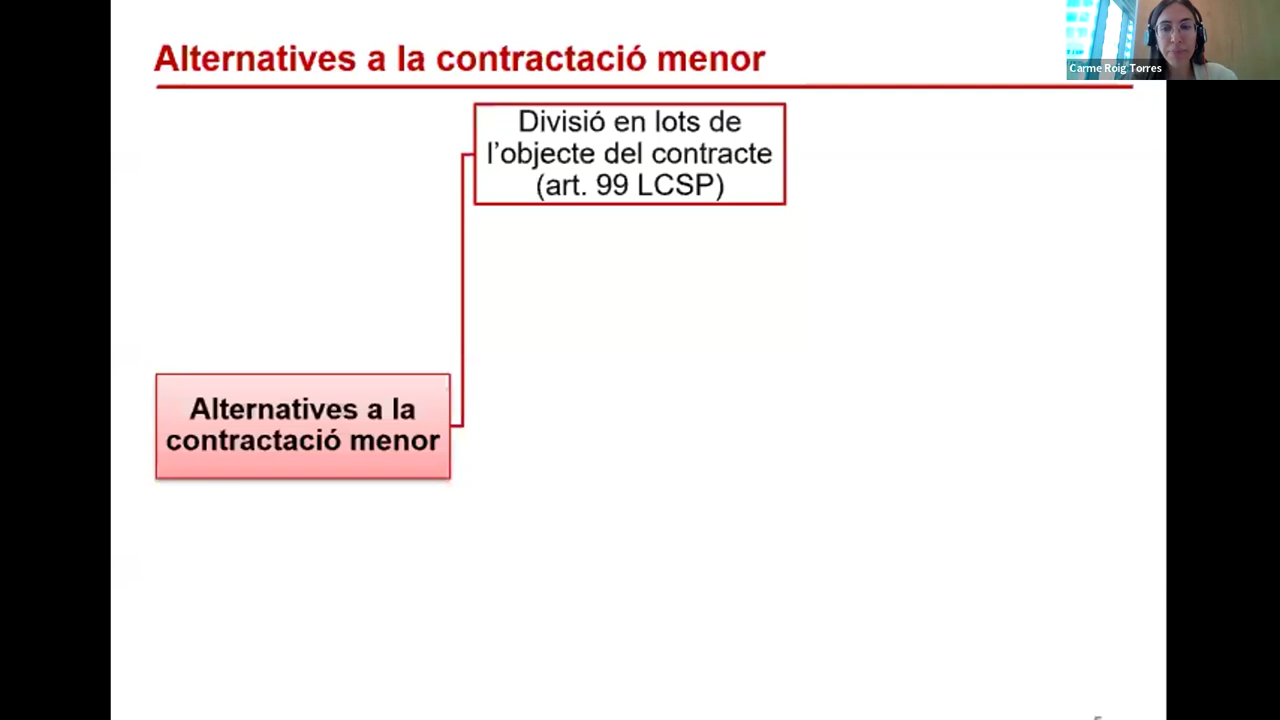 Alternatives a la contractació menor
Carme Roig Torres
Divisió en lots de
l’objecte del contracte
(art. 99 LCSP)
Alternatives a la
contractació menor